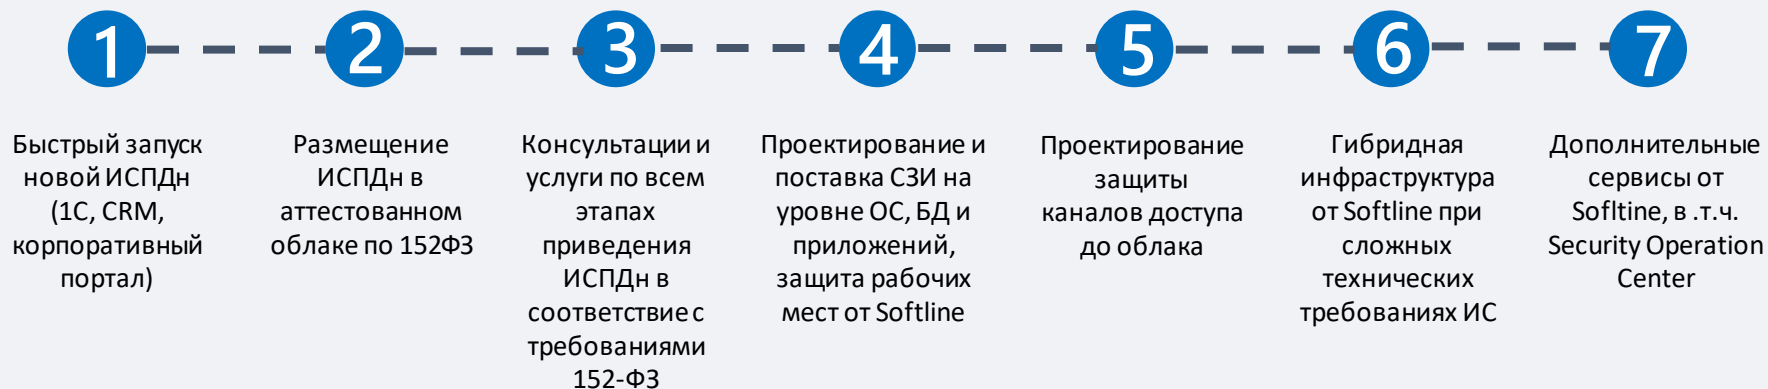 1
2
3
4
5
6
7
Быстрый запуск
новой ИСПДн
(1С, CRM,
корпоративный
портал)
Размещение
ИСПДн в
аттестованном
облаке по 152ФЗ
Консультации и
услуги по всем
этапах
приведения
ИСПДн в
соответствие с
требованиями
152-ФЗ
Проектирование и
поставка СЗИ на
уровне ОС, БД и
приложений,
защита рабочих
мест от Softline
Проектирование
защиты
каналов доступа
до облака
Гибридная
инфраструктура
от Softline при
сложных
технических
требованиях ИС
Дополнительные
сервисы от
Sofltine, в .т.ч.
Security Operation
Center